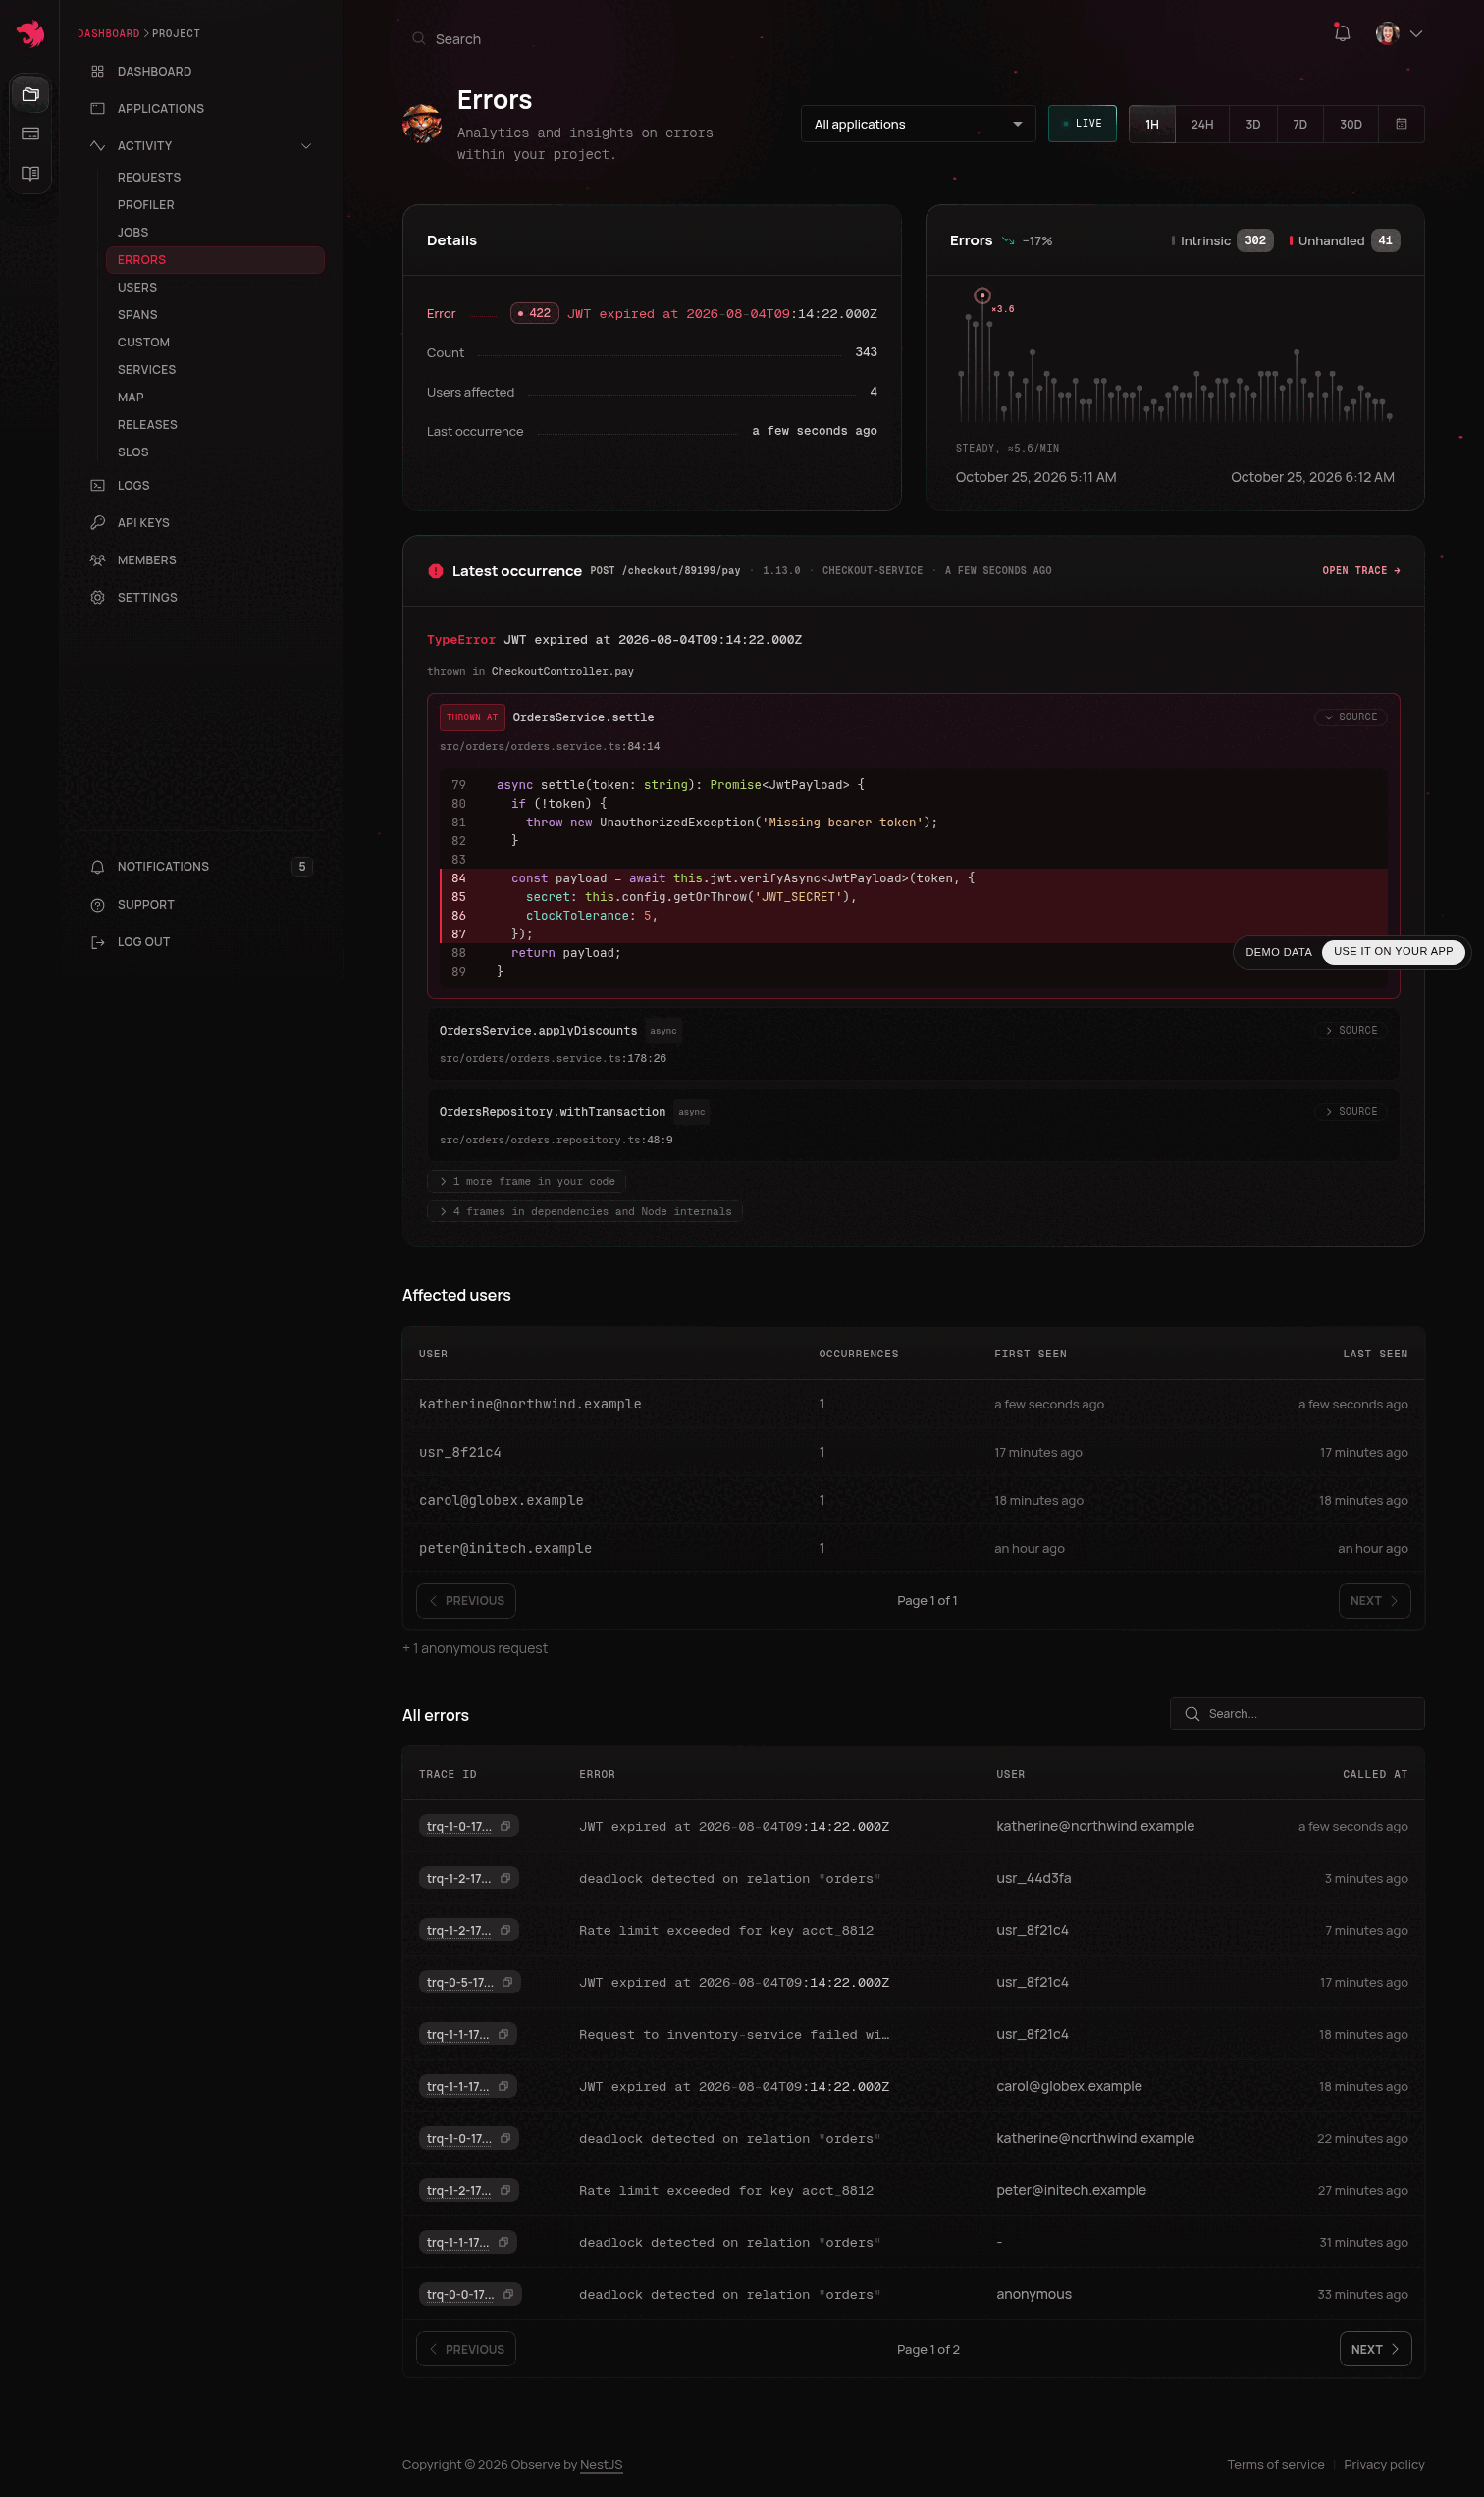 DASHBOARD > PROJECT
DASHBOARD
APPLICATIONS
ACTIVITY
REQUESTS
PROFILER
JOBS
ERRORS
USERS
SPANS
CUSTOM
SERVICES
MAP
RELEASES
SLOS
LOGS
API KEYS
MEMBERS
SETTINGS
NOTIFICATIONS 5
SUPPORT
LOG OUT
Search
Errors
Analytics and insights on errors
within your project.
All applications
LIVE
1H 24H 3D 7D 30D
Details
Error 422 JWT expired at 2026-08-04T09:14:22.000Z
Count 343
Users affected 4
Last occurrence a few seconds ago
Errors -17% Intrinsic 302 Unhandled 41
×3.6
STEADY, ≈5.6/MIN
October 25, 2026 5:11 AM October 25, 2026 6:12 AM
Latest occurrence POST /checkout/89199/pay · 1.13.0 · CHECKOUT-SERVICE · A FEW SECONDS AGO OPEN TRACE →
TypeError JWT expired at 2026-08-04T09:14:22.000Z
thrown in CheckoutController.pay
THROWN AT OrdersService.settle SOURCE
src/orders/orders.service.ts:84:14
79 async settle(token: string): Promise<JwtPayload> {
80 if (!token) {
81 throw new UnauthorizedException('Missing bearer token');
82 }
83
84 const payload = await this.jwt.verifyAsync<JwtPayload>(token, {
85 secret: this.config.getOrThrow('JWT_SECRET'),
86 clockTolerance: 5,
87 });
88 return payload;
89 }
DEMO DATA USE IT ON YOUR APP
OrdersService.applyDiscounts async SOURCE
src/orders/orders.service.ts:178:26
OrdersRepository.withTransaction async SOURCE
src/orders/orders.repository.ts:48:9
1 more frame in your code
4 frames in dependencies and Node internals
Affected users
USER OCCURRENCES FIRST SEEN LAST SEEN
katherine@northwind.example 1 a few seconds ago a few seconds ago
usr_8f21c4 1 17 minutes ago 17 minutes ago
carol@globex.example 1 18 minutes ago 18 minutes ago
peter@initech.example 1 an hour ago an hour ago
PREVIOUS Page 1 of 1 NEXT
+ 1 anonymous request
All errors
Search...
TRACE ID ERROR USER CALLED AT
trq-1-0-17... JWT expired at 2026-08-04T09:14:22.000Z katherine@northwind.example a few seconds ago
trq-1-2-17... deadlock detected on relation "orders" usr_44d3fa 3 minutes ago
trq-1-2-17... Rate limit exceeded for key acct_8812 usr_8f21c4 7 minutes ago
trq-0-5-17... JWT expired at 2026-08-04T09:14:22.000Z usr_8f21c4 17 minutes ago
trq-1-1-17... Request to inventory-service failed wi… usr_8f21c4 18 minutes ago
trq-1-1-17... JWT expired at 2026-08-04T09:14:22.000Z carol@globex.example 18 minutes ago
trq-1-0-17... deadlock detected on relation "orders" katherine@northwind.example 22 minutes ago
trq-1-2-17... Rate limit exceeded for key acct_8812 peter@initech.example 27 minutes ago
trq-1-1-17... deadlock detected on relation "orders" - 31 minutes ago
trq-0-0-17... deadlock detected on relation "orders" anonymous 33 minutes ago
PREVIOUS Page 1 of 2 NEXT
Copyright © 2026 Observe by NestJS Terms of service Privacy policy